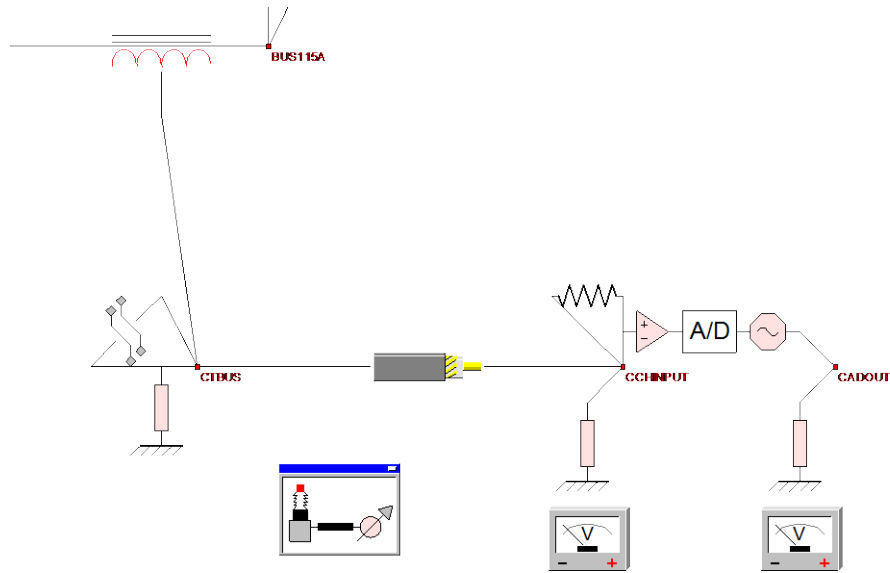 BUS115A
A/D
CTBUS
CCHINPUT
CADOUT
V
V